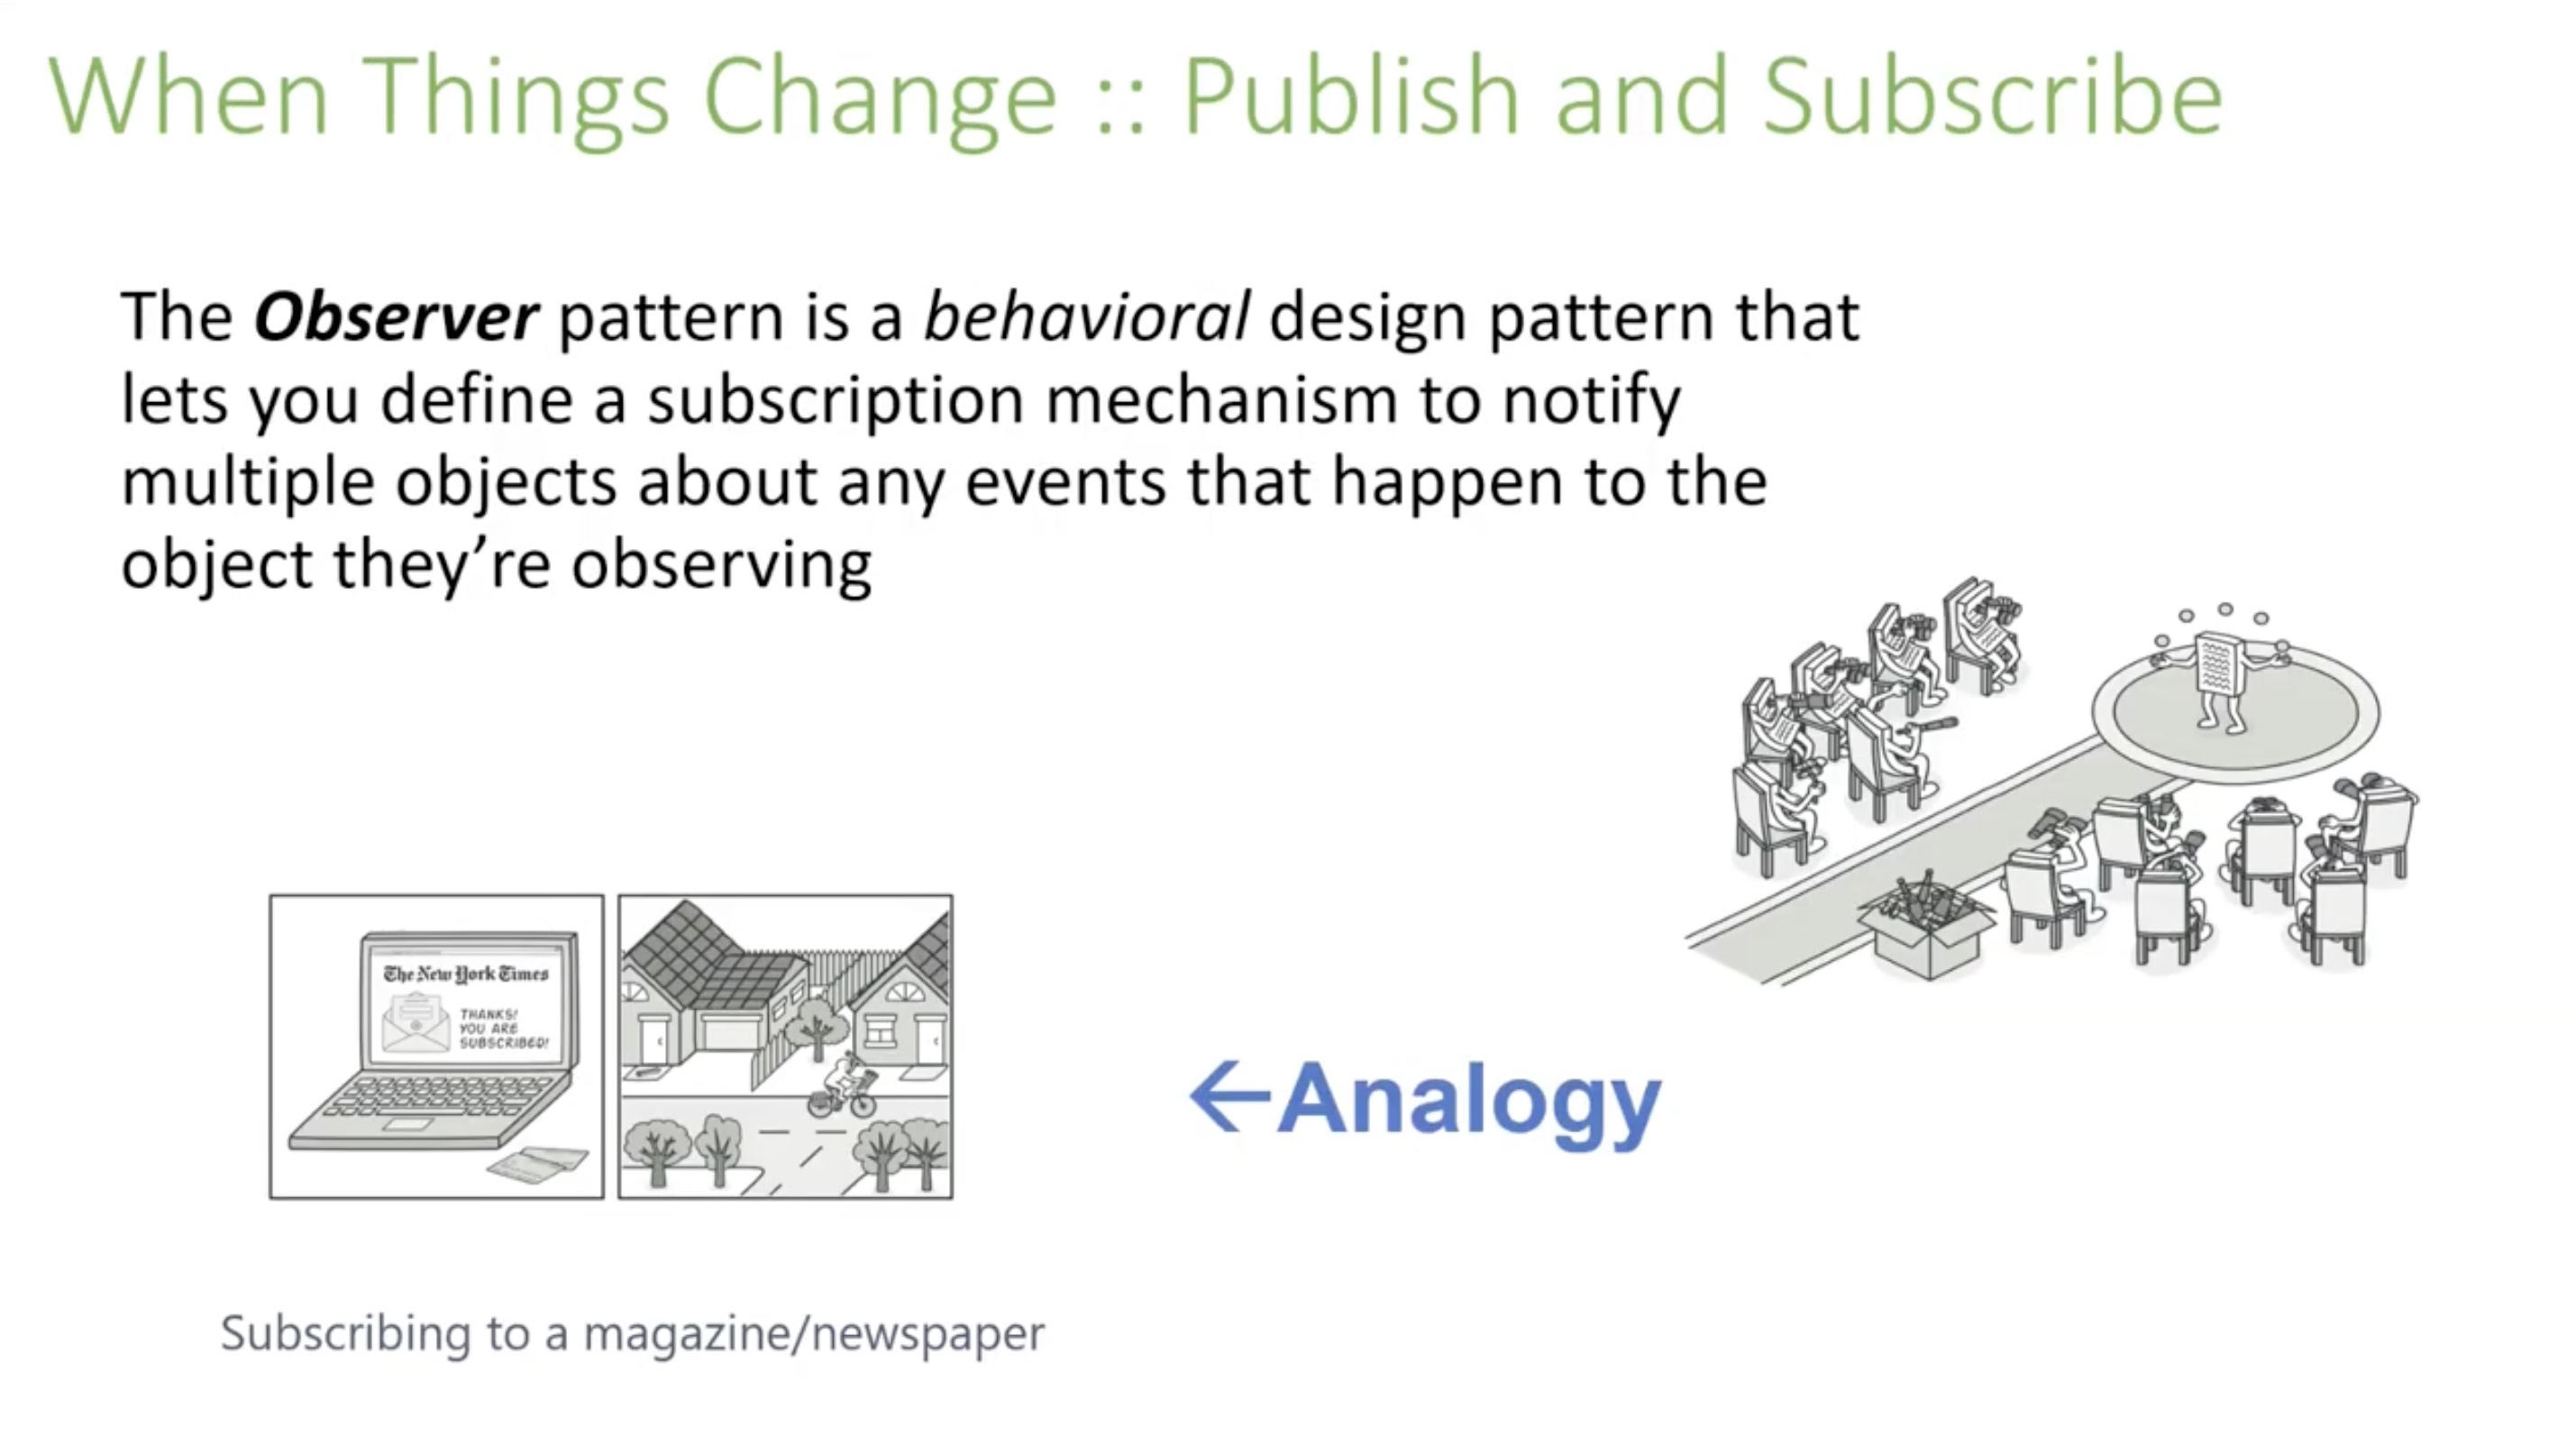 When Things Change :: Publish and Subscribe
The Observer pattern is a behavioral design pattern that
lets you define a subscription mechanism to notify
multiple objects about any events that happen to the
object they’re observing
The New York Times
THANKS!
YOU ARE
SUBSCRIBED!
←Analogy
Subscribing to a magazine/newspaper